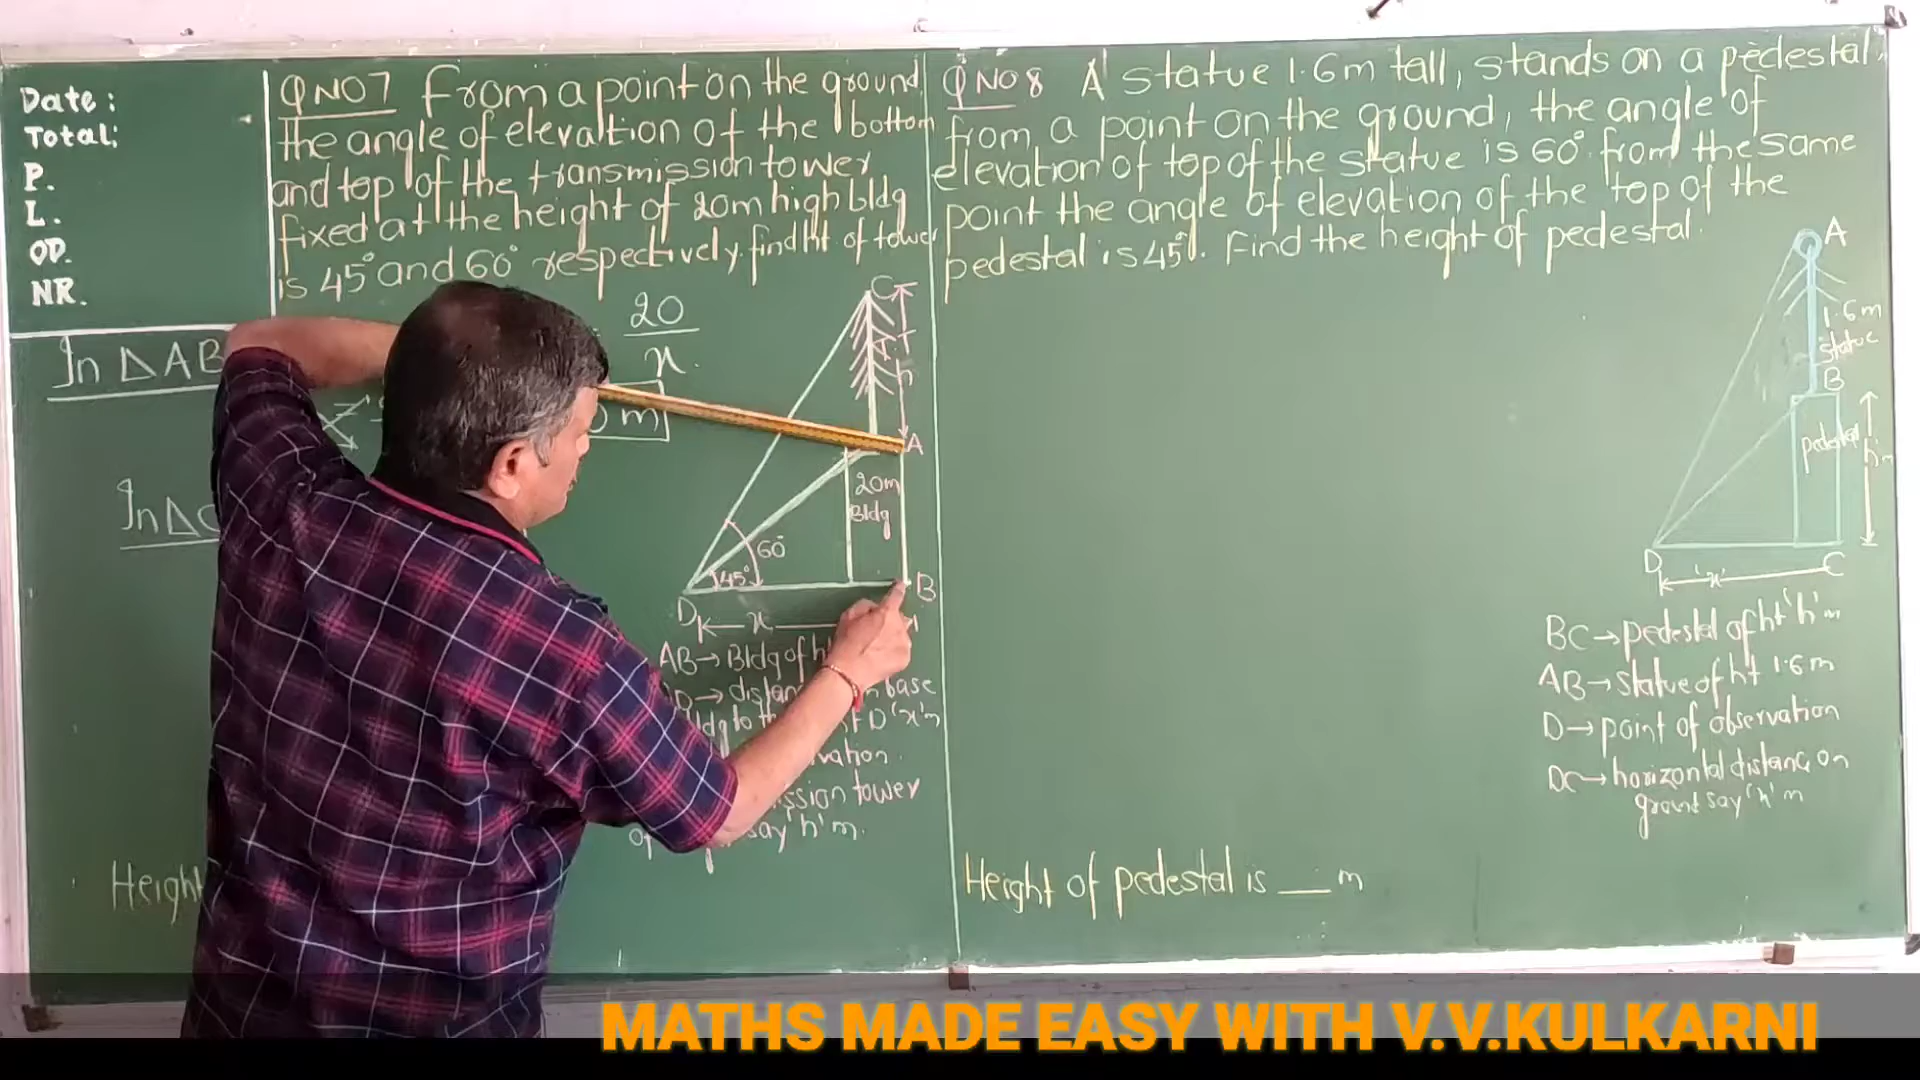 Date:
Total:
P.
L.
OD.
NR.
Q NO 7 From a point on the ground
the angle of elevaltion of the bottom
and top of the transmission tower
fixed at the height of 20m high bldg
is 45° and 60° respectively. find ht of tower
20
x
In △AB
m
In△C
C
T.T
h
A
20m
Bldg
60°
45°
D
B
x
AB→ Bldg of h
D→ distan base
ldg to th D 'x'm
vation.
ssion tower
of say 'h' m.
Height
Q NO 8 A statue 1.6m tall, stands on a pedestal,
from a point on the ground, the angle of
elevation of top of the statue is 60° from the same
point the angle of elevation of the top of the
pedestal is 45°. Find the height of pedestal.
A
1.6m
statue
B
pedestal
'h'm
D
'x'
C
BC→pedestal of ht 'h'm
AB→statue of ht 1.6m
D→ point of observation
DC→horizontal distance on
ground say 'x' m
Height of pedestal is __ m
MATHS MADE EASY WITH V.V.KULKARNI